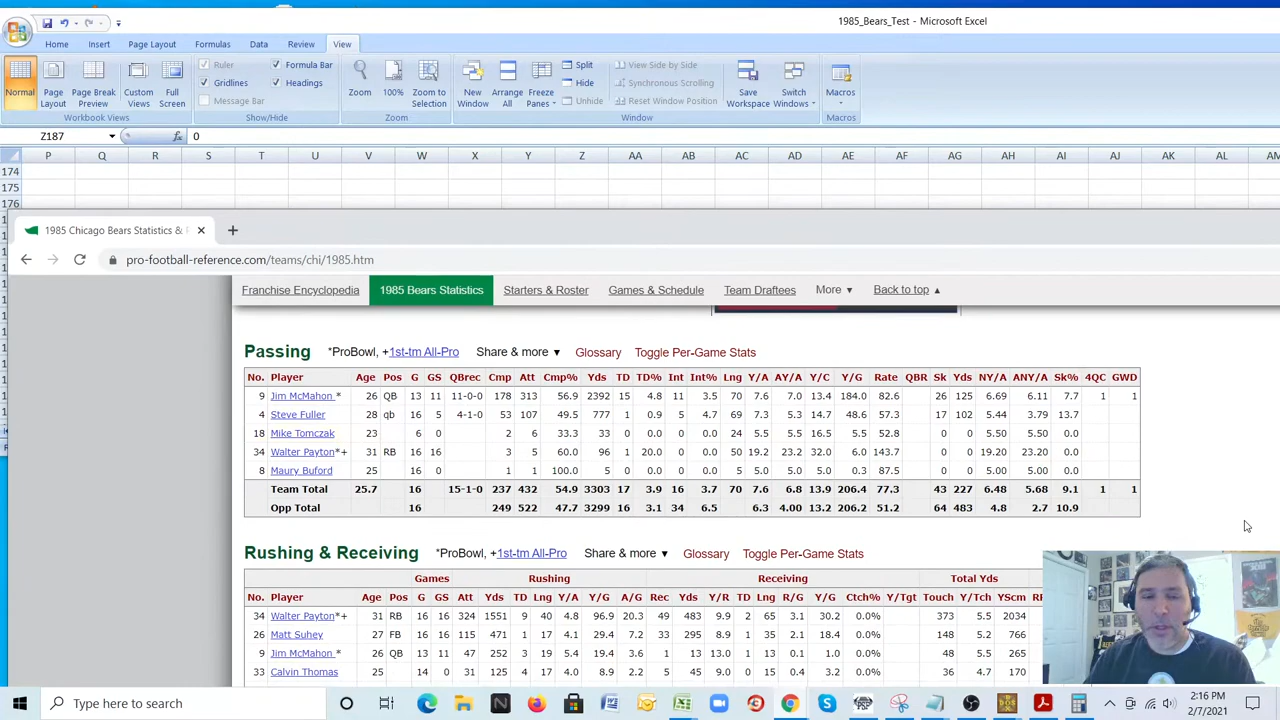 1985_Bears_Test - Microsoft Excel
Home Insert Page Layout Formulas Data Review View
Normal Page Layout Page Break Preview Custom Views Full Screen
Workbook Views
Ruler Formula Bar
Gridlines Headings
Message Bar
Show/Hide
Zoom 100% Zoom to Selection
Zoom
New Window Arrange All Freeze Panes
Split
Hide
Unhide
View Side by Side
Synchronous Scrolling
Reset Window Position
Save Workspace Switch Windows
Window
Macros
Macros
Z187 fx 0
P Q R S T U V W X Y Z AA AB AC AD AE AF AG AH AI AJ AK AL AM
174
175
176
1985 Chicago Bears Statistics &
pro-football-reference.com/teams/chi/1985.htm
Franchise Encyclopedia 1985 Bears Statistics Starters & Roster Games & Schedule Team Draftees More ▼ Back to top ▲
Passing *ProBowl, +1st-tm All-Pro Share & more ▼ Glossary Toggle Per-Game Stats
No. Player Age Pos G GS QBrec Cmp Att Cmp% Yds TD TD% Int Int% Lng Y/A AY/A Y/C Y/G Rate QBR Sk Yds NY/A ANY/A Sk% 4QC GWD
9 Jim McMahon * 26 QB 13 11 11-0-0 178 313 56.9 2392 15 4.8 11 3.5 70 7.6 7.0 13.4 184.0 82.6 26 125 6.69 6.11 7.7 1 1
4 Steve Fuller 28 qb 16 5 4-1-0 53 107 49.5 777 1 0.9 5 4.7 69 7.3 5.3 14.7 48.6 57.3 17 102 5.44 3.89 13.7
18 Mike Tomczak 23 6 0 2 6 33.3 33 0 0.0 0 0.0 24 5.5 5.5 16.5 5.5 52.8 0 0 5.50 5.50 0.0
34 Walter Payton*+ 31 RB 16 16 3 5 60.0 96 1 20.0 0 0.0 50 19.2 23.2 32.0 6.0 143.7 0 0 19.20 23.20 0.0
8 Maury Buford 25 16 0 1 1 100.0 5 0 0.0 0 0.0 5 5.0 5.0 5.0 0.3 87.5 0 0 5.00 5.00 0.0
Team Total 25.7 16 15-1-0 237 432 54.9 3303 17 3.9 16 3.7 70 7.6 6.8 13.9 206.4 77.3 43 227 6.48 5.68 9.1 1 1
Opp Total 16 249 522 47.7 3299 16 3.1 34 6.5 6.3 4.00 13.2 206.2 51.2 64 483 4.8 2.7 10.9
Rushing & Receiving *ProBowl, +1st-tm All-Pro Share & more ▼ Glossary Toggle Per-Game Stats
Games Rushing Receiving Total Yds
No. Player Age Pos G GS Att Yds TD Lng Y/A Y/G A/G Rec Yds Y/R TD Lng R/G Y/G Ctch% Y/Tgt Touch Y/Tch YScm
34 Walter Payton*+ 31 RB 16 16 324 1551 9 40 4.8 96.9 20.3 49 483 9.9 2 65 3.1 30.2 0.0% 373 5.5 2034
26 Matt Suhey 27 FB 16 16 115 471 1 17 4.1 29.4 7.2 33 295 8.9 1 35 2.1 18.4 0.0% 148 5.2 766
9 Jim McMahon * 26 QB 13 11 47 252 3 19 5.4 19.4 3.6 1 13 13.0 1 13 0.1 1.0 0.0% 48 5.5 265
33 Calvin Thomas 25 14 0 31 125 4 17 4.0 8.9 2.2 5 45 9.0 0 15 0.4 3.2 0.0% 36 4.7 170
Type here to search
2:16 PM
2/7/2021